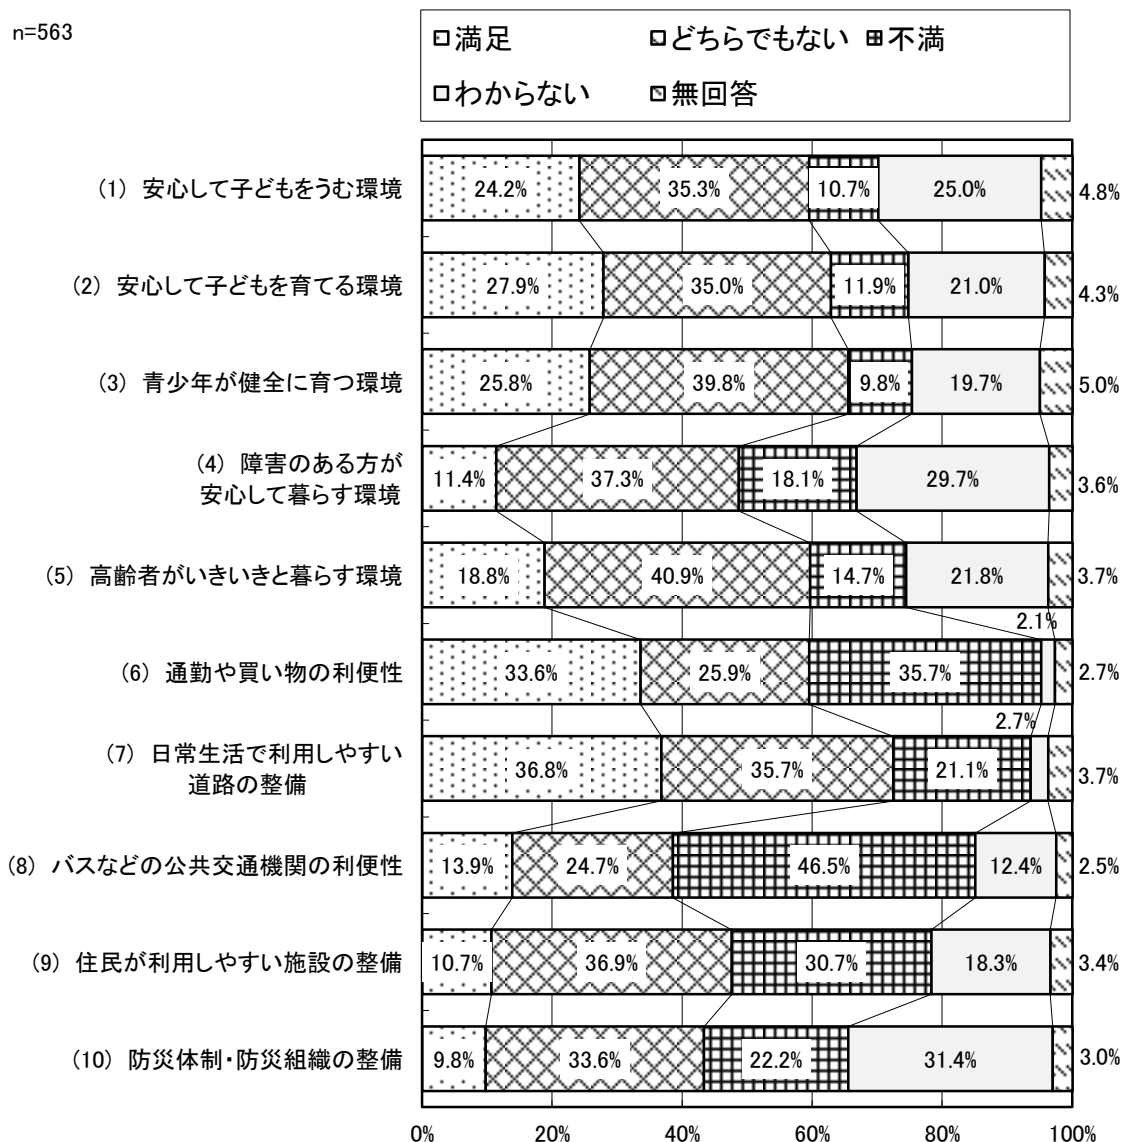 n=563
満足 どちらでもない 不満
わからない 無回答
(1) 安心して子どもをうむ環境 24.2% 35.3% 10.7% 25.0% 4.8%
(2) 安心して子どもを育てる環境 27.9% 35.0% 11.9% 21.0% 4.3%
(3) 青少年が健全に育つ環境 25.8% 39.8% 9.8% 19.7% 5.0%
(4) 障害のある方が
安心して暮らす環境 11.4% 37.3% 18.1% 29.7% 3.6%
(5) 高齢者がいきいきと暮らす環境 18.8% 40.9% 14.7% 21.8% 3.7%
2.1%
(6) 通勤や買い物の利便性 33.6% 25.9% 35.7% 2.7%
2.7%
(7) 日常生活で利用しやすい
道路の整備 36.8% 35.7% 21.1% 3.7%
(8) バスなどの公共交通機関の利便性 13.9% 24.7% 46.5% 12.4% 2.5%
(9) 住民が利用しやすい施設の整備 10.7% 36.9% 30.7% 18.3% 3.4%
(10) 防災体制・防災組織の整備 9.8% 33.6% 22.2% 31.4% 3.0%
0% 20% 40% 60% 80% 100%